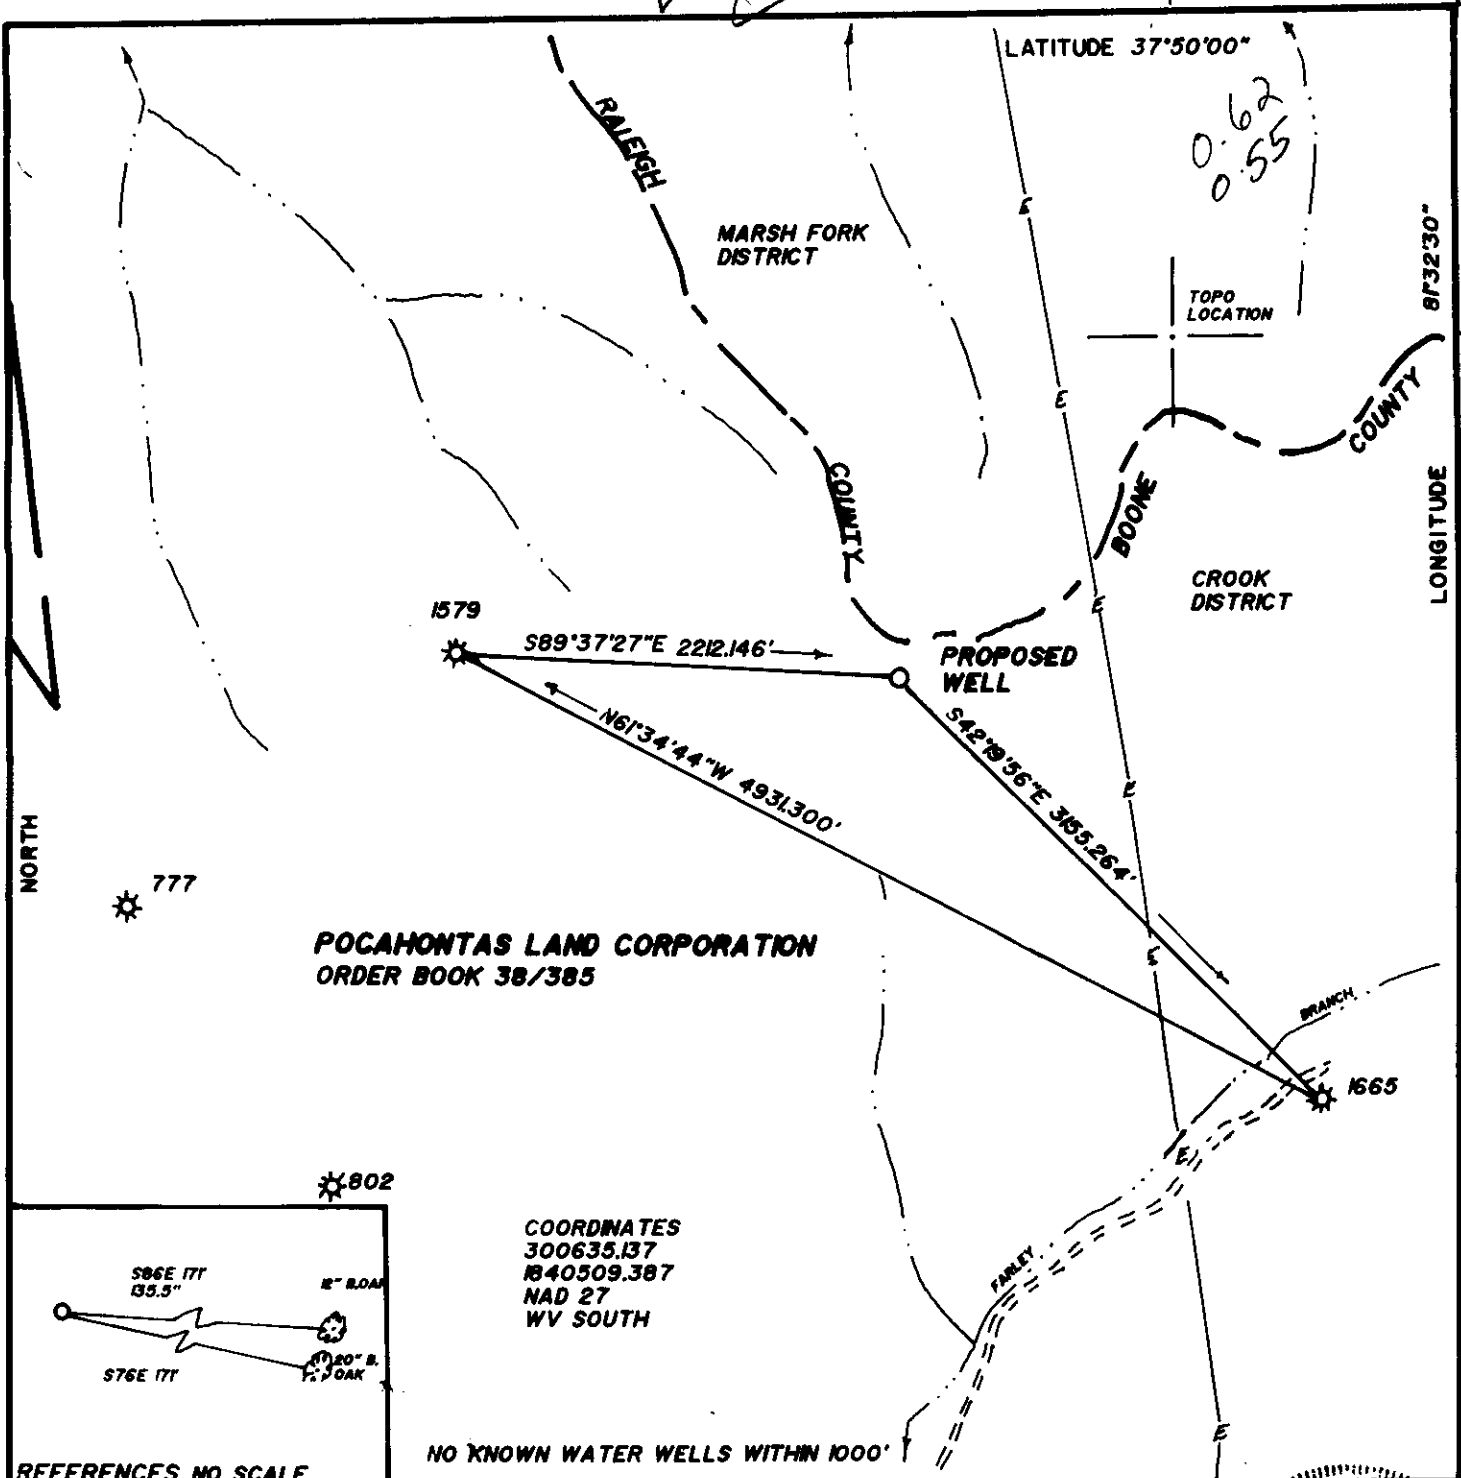 LATITUDE 37°50'00"
0.62
0.55
RALEIGH
MARSH FORK
DISTRICT
81°32'30"
TOPO
LOCATION
E
E
COUNTY
COUNTY
BOONE
LONGITUDE
CROOK
DISTRICT
E
1579
S89°37'27"E 2212.146'
PROPOSED
WELL
N61°34'44"W 4931.300'
S42°19'56"E 3155.264'
E
NORTH
777
POCAHONTAS LAND CORPORATION
ORDER BOOK 38/385
E
BRANCH
1665
E
802
COORDINATES
300635.137
1840509.387
NAD 27
WV SOUTH
FARLEY
S86E 171'
135.5"
12" B.OAK
20" B.
OAK
S76E 171'
E
NO KNOWN WATER WELLS WITHIN 1000'
REFERENCES NO SCALE